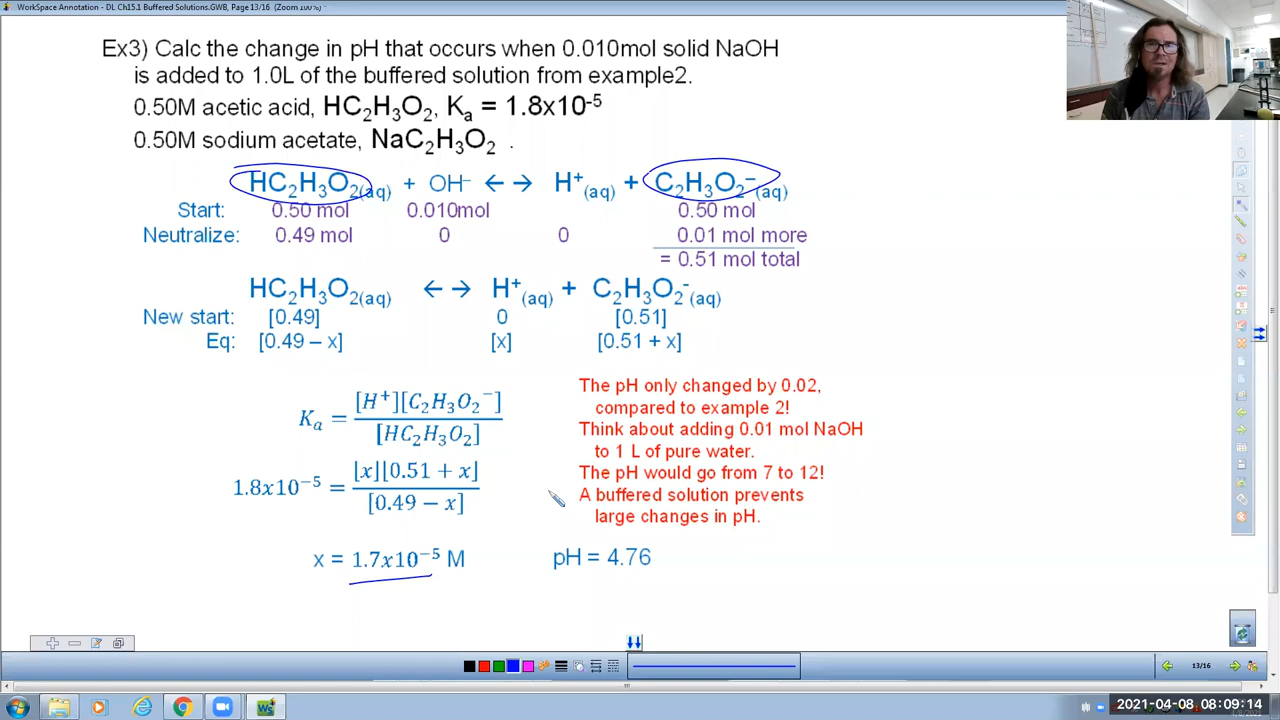 WorkSpace Annotation - DL Ch15.1 Buffered Solutions.GWB, Page 13/16 (Zoom 100%)
Ex3) Calc the change in pH that occurs when 0.010mol solid NaOH
is added to 1.0L of the buffered solution from example2.
0.50M acetic acid, HC₂H₃O₂, Kₐ = 1.8x10⁻⁵
0.50M sodium acetate, NaC₂H₃O₂ .
HC₂H₃O₂(aq) + OH⁻ ←→ H⁺(aq) + C₂H₃O₂⁻(aq)
Start: 0.50 mol 0.010mol 0.50 mol
Neutralize: 0.49 mol 0 0 0.01 mol more
= 0.51 mol total
HC₂H₃O₂(aq) ←→ H⁺(aq) + C₂H₃O₂⁻(aq)
New start: [0.49] 0 [0.51]
Eq: [0.49 – x] [x] [0.51 + x]
Kₐ = [H⁺][C₂H₃O₂⁻] / [HC₂H₃O₂]
1.8x10⁻⁵ = [x][0.51 + x] / [0.49 − x]
x = 1.7x10⁻⁵ M pH = 4.76
The pH only changed by 0.02,
compared to example 2!
Think about adding 0.01 mol NaOH
to 1 L of pure water.
The pH would go from 7 to 12!
A buffered solution prevents
large changes in pH.
13/16
2021-04-08 08:09:14